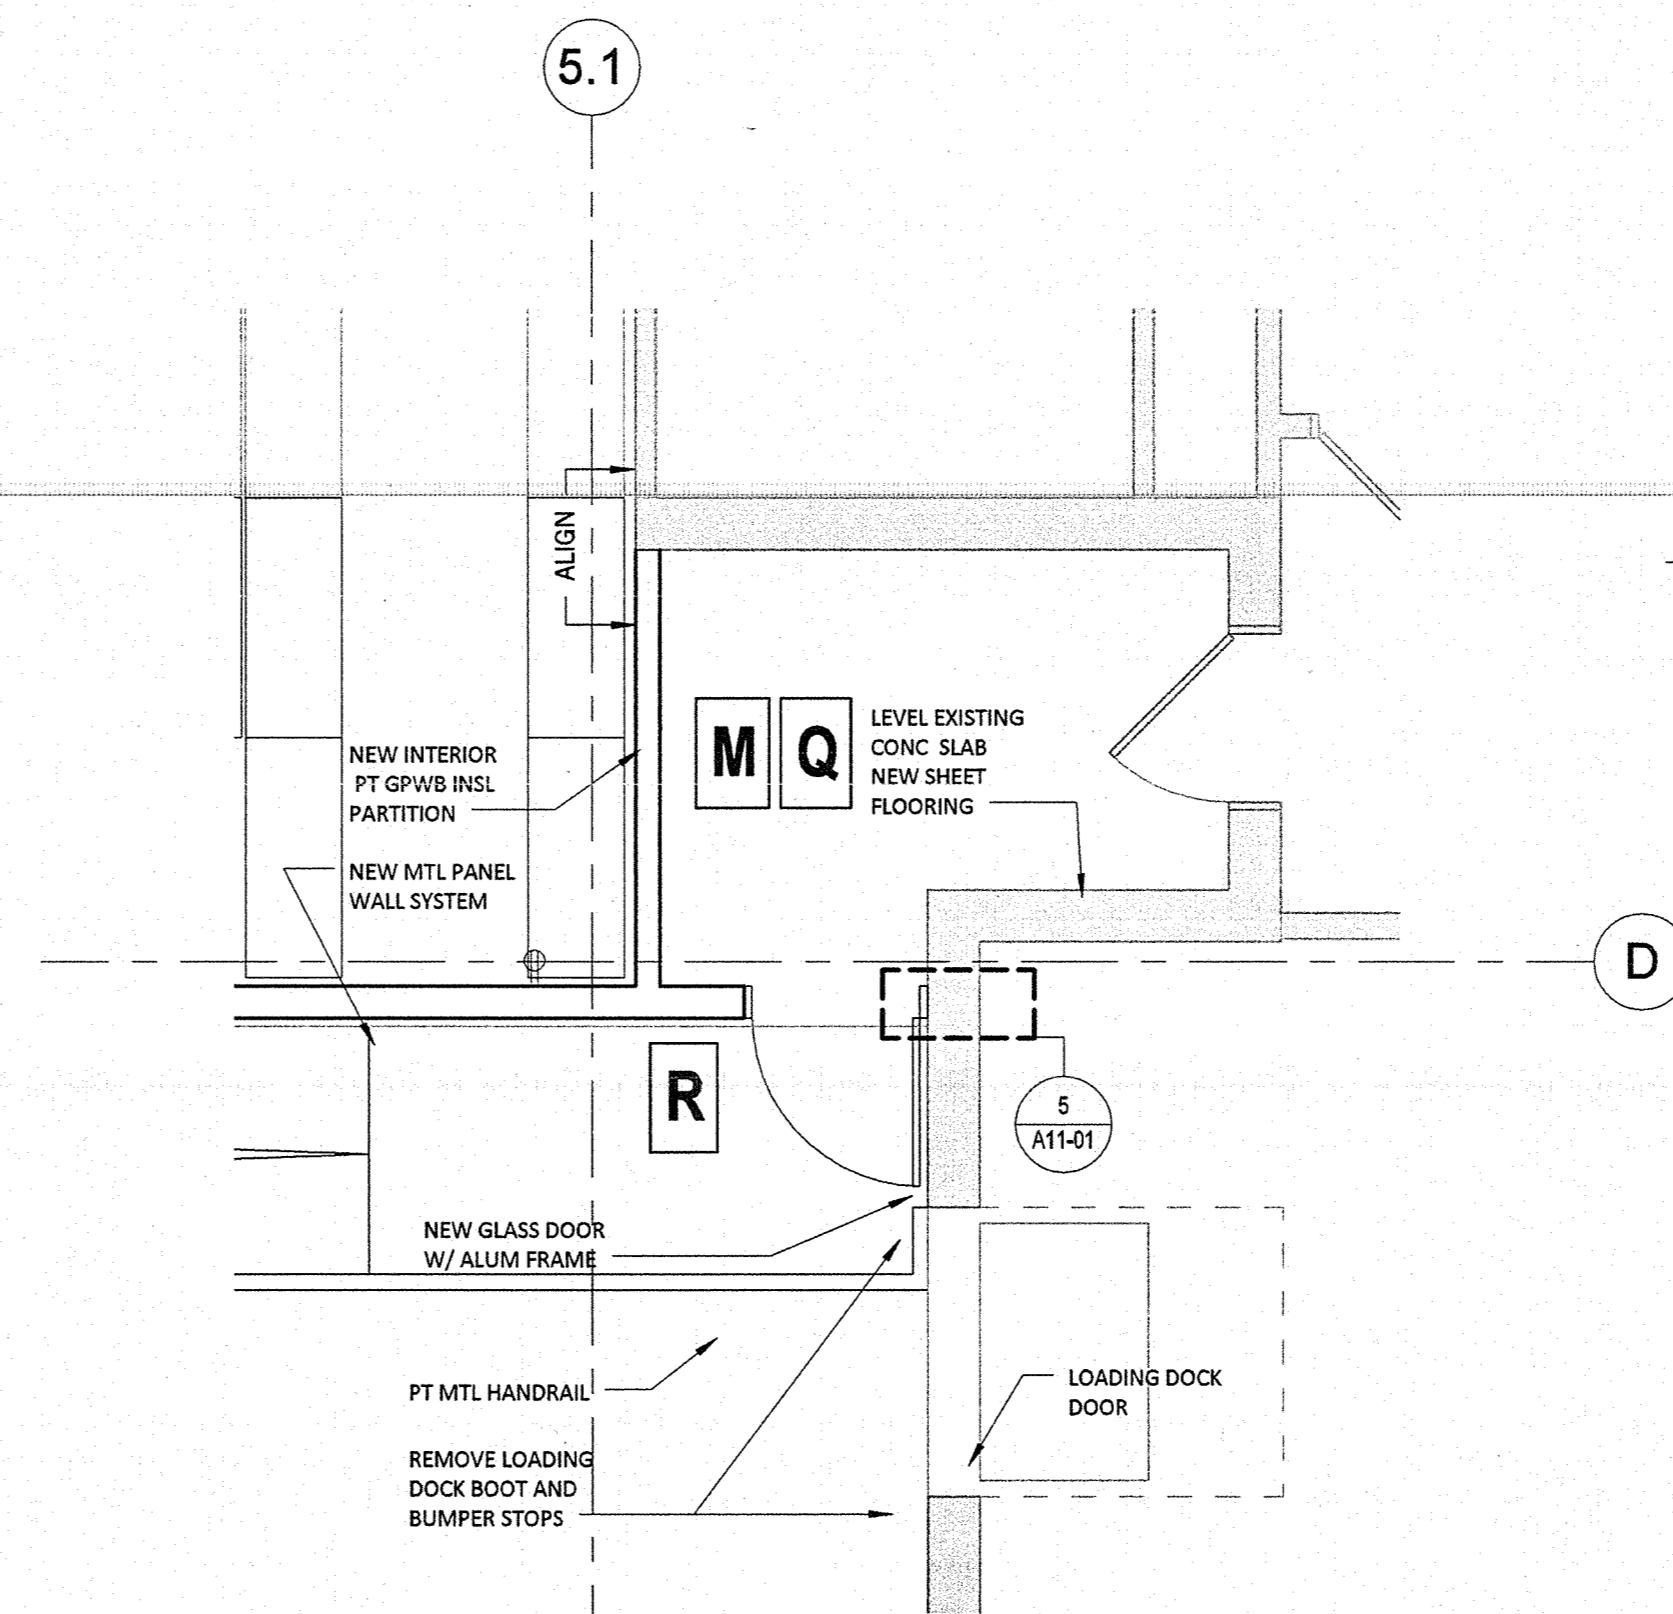 5.1
ALIGN
M Q
LEVEL EXISTING
CONC SLAB
NEW SHEET
FLOORING
NEW INTERIOR
PT GPWB INSL
PARTITION
NEW MTL PANEL
WALL SYSTEM
D
R
5
A11-01
NEW GLASS DOOR
W/ ALUM FRAME
PT MTL HANDRAIL
LOADING DOCK
DOOR
REMOVE LOADING
DOCK BOOT AND
BUMPER STOPS